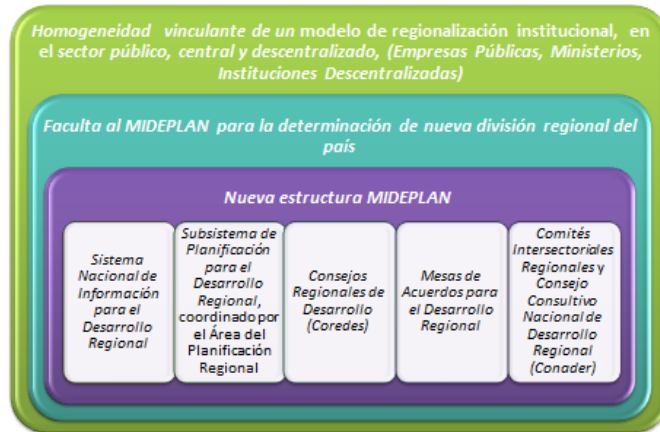 Homogeneidad vinculante de un modelo de regionalización institucional, en
el sector público, central y descentralizado, (Empresas Públicas, Ministerios,
Instituciones Descentralizadas)
Faculta al MIDEPLAN para la determinación de nueva división regional del
país
Nueva estructura MIDEPLAN
Sistema
Nacional de
Información
para el
Desarrollo
Regional
Subsistema de
Planificación
para el
Desarrollo
Regional,
coordinado por
el Área del
Planificación
Regional
Consejos
Regionales de
Desarrollo
(Coredes)
Mesas de
Acuerdos para
el Desarrollo
Regional
Comités
Intersectoriales
Regionales y
Consejo
Consultivo
Nacional de
Desarrollo
Regional
(Conader)